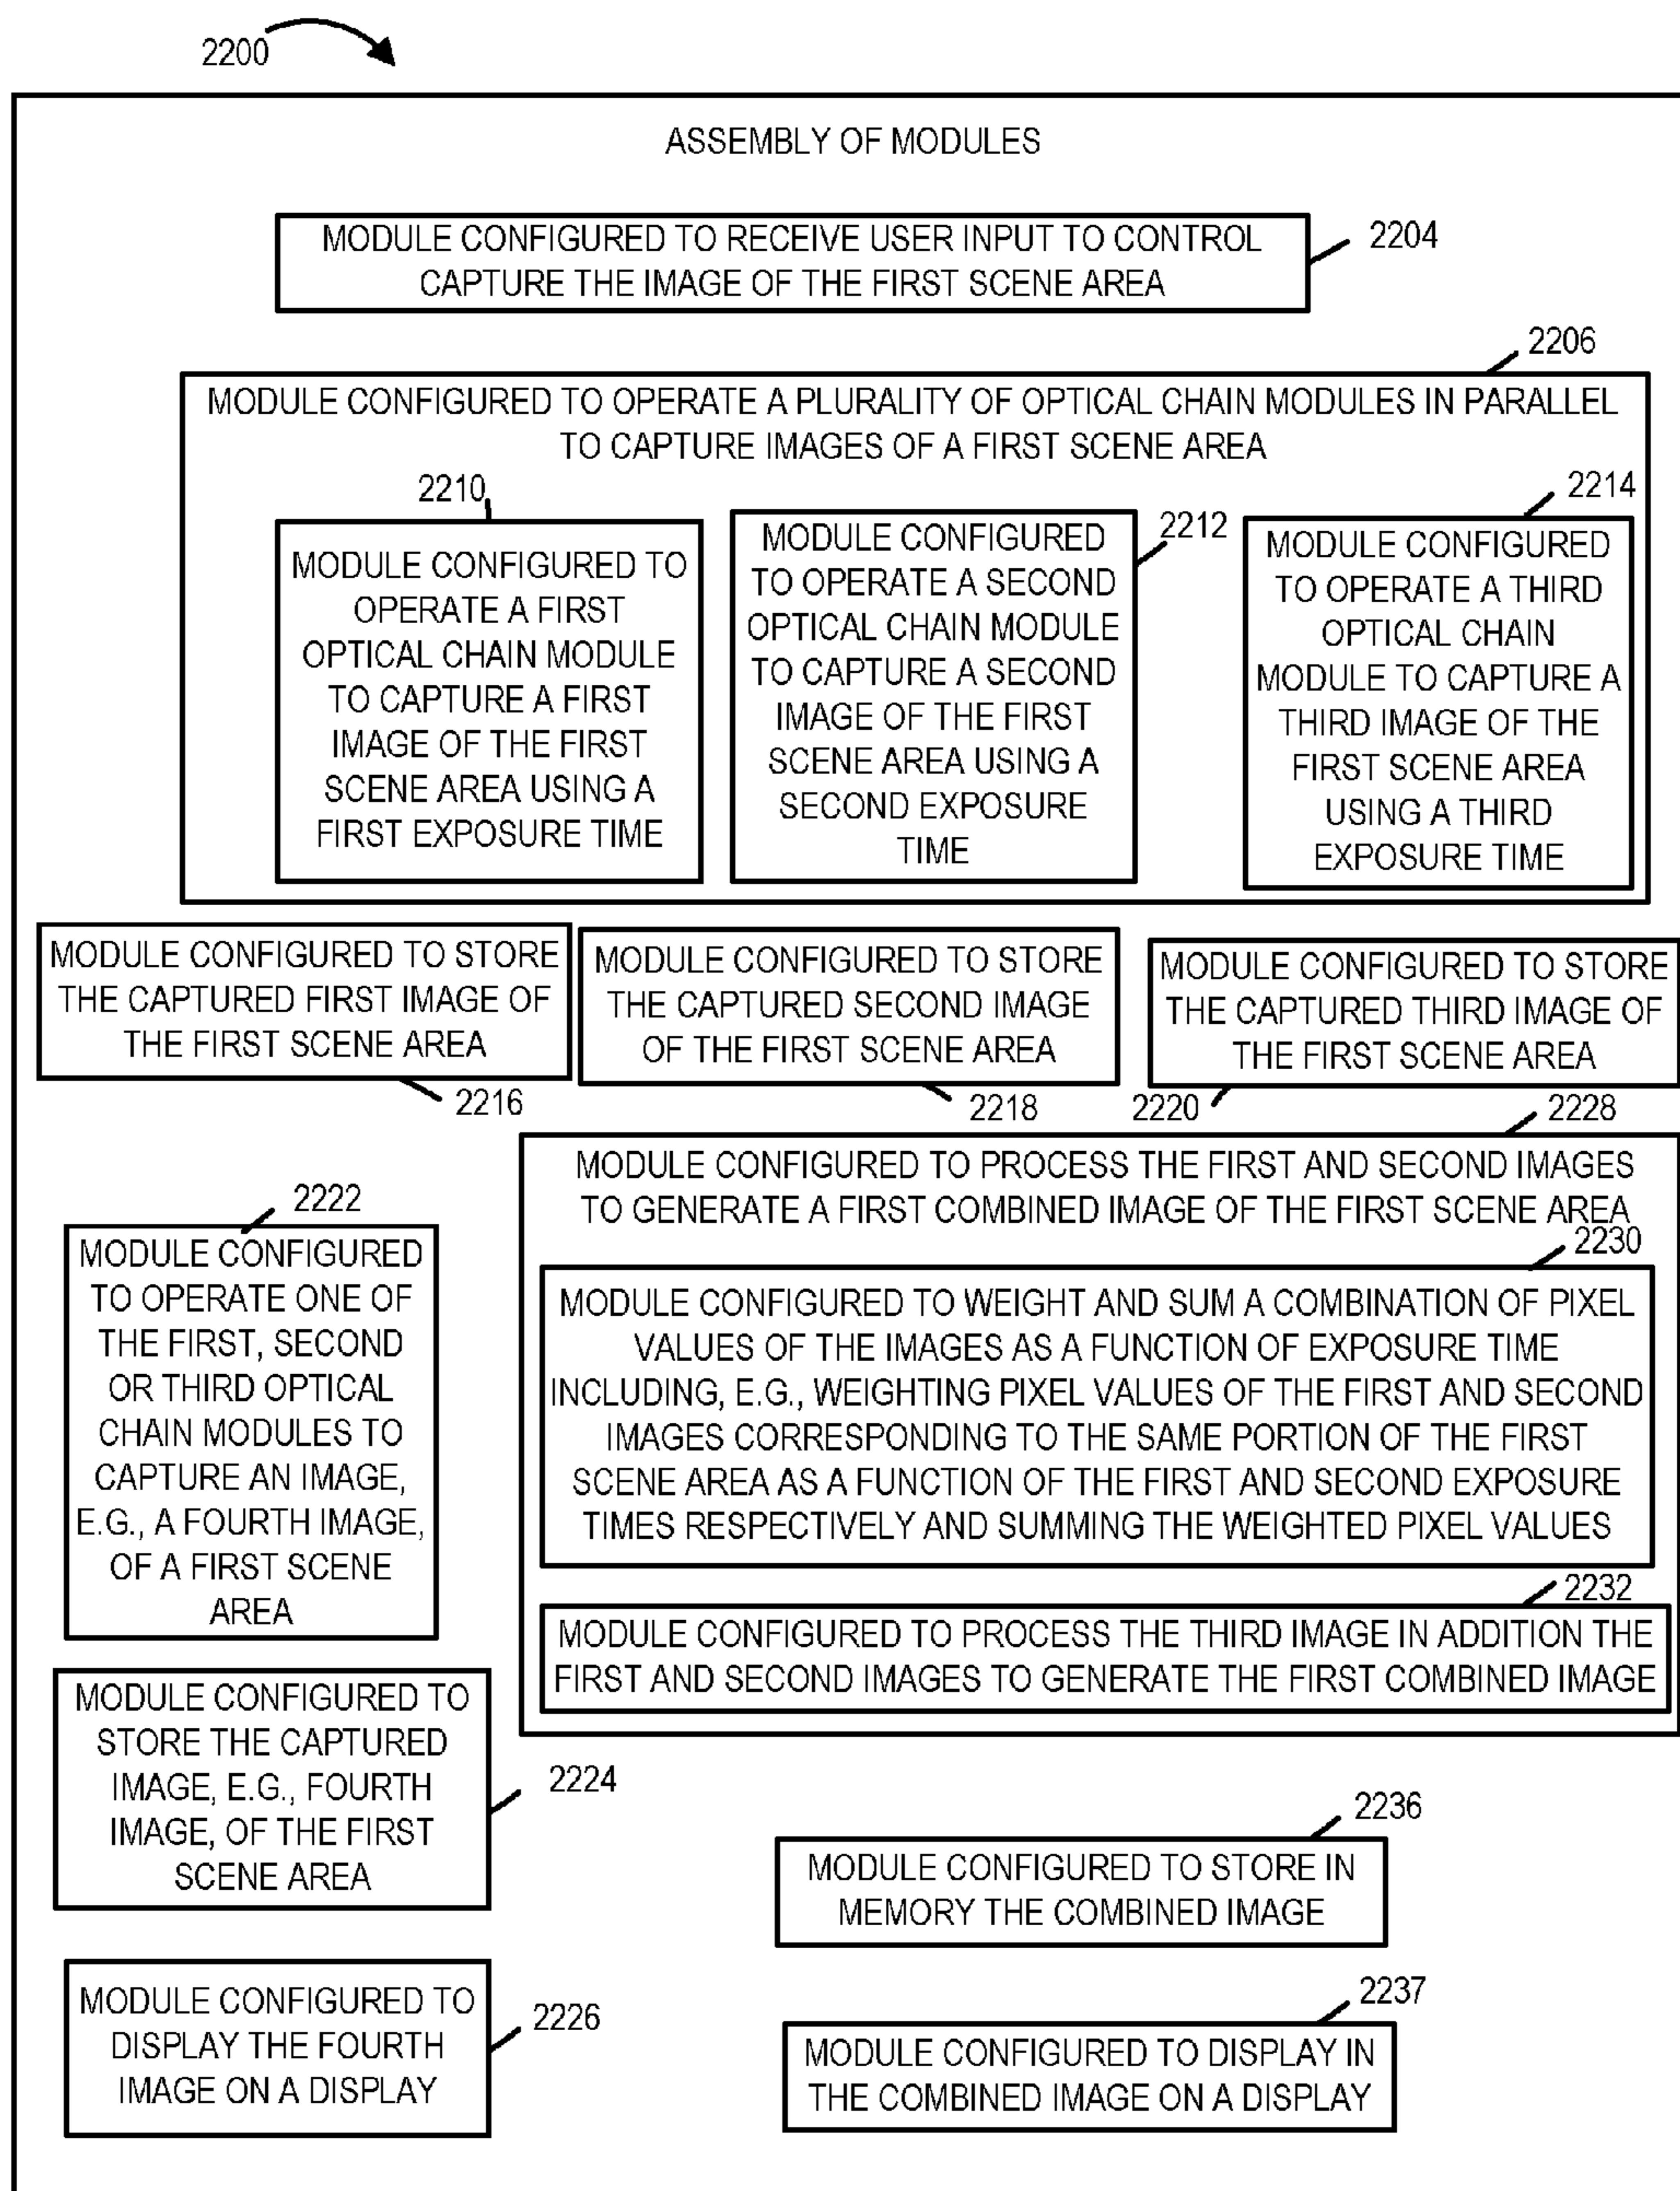 2200
ASSEMBLY OF MODULES
MODULE CONFIGURED TO RECEIVE USER INPUT TO CONTROL
CAPTURE THE IMAGE OF THE FIRST SCENE AREA
2204
2206
MODULE CONFIGURED TO OPERATE A PLURALITY OF OPTICAL CHAIN MODULES IN PARALLEL
TO CAPTURE IMAGES OF A FIRST SCENE AREA
2210
MODULE CONFIGURED TO
OPERATE A FIRST
OPTICAL CHAIN MODULE
TO CAPTURE A FIRST
IMAGE OF THE FIRST
SCENE AREA USING A
FIRST EXPOSURE TIME
2212
MODULE CONFIGURED
TO OPERATE A SECOND
OPTICAL CHAIN MODULE
TO CAPTURE A SECOND
IMAGE OF THE FIRST
SCENE AREA USING A
SECOND EXPOSURE
TIME
2214
MODULE CONFIGURED
TO OPERATE A THIRD
OPTICAL CHAIN
MODULE TO CAPTURE A
THIRD IMAGE OF THE
FIRST SCENE AREA
USING A THIRD
EXPOSURE TIME
MODULE CONFIGURED TO STORE
THE CAPTURED FIRST IMAGE OF
THE FIRST SCENE AREA
2216
MODULE CONFIGURED TO STORE
THE CAPTURED SECOND IMAGE
OF THE FIRST SCENE AREA
2218
MODULE CONFIGURED TO STORE
THE CAPTURED THIRD IMAGE OF
THE FIRST SCENE AREA
2220
2222
MODULE CONFIGURED
TO OPERATE ONE OF
THE FIRST, SECOND
OR THIRD OPTICAL
CHAIN MODULES TO
CAPTURE AN IMAGE,
E.G., A FOURTH IMAGE,
OF A FIRST SCENE
AREA
2228
MODULE CONFIGURED TO PROCESS THE FIRST AND SECOND IMAGES
TO GENERATE A FIRST COMBINED IMAGE OF THE FIRST SCENE AREA
2230
MODULE CONFIGURED TO WEIGHT AND SUM A COMBINATION OF PIXEL
VALUES OF THE IMAGES AS A FUNCTION OF EXPOSURE TIME
INCLUDING, E.G., WEIGHTING PIXEL VALUES OF THE FIRST AND SECOND
IMAGES CORRESPONDING TO THE SAME PORTION OF THE FIRST
SCENE AREA AS A FUNCTION OF THE FIRST AND SECOND EXPOSURE
TIMES RESPECTIVELY AND SUMMING THE WEIGHTED PIXEL VALUES
2232
MODULE CONFIGURED TO PROCESS THE THIRD IMAGE IN ADDITION THE
FIRST AND SECOND IMAGES TO GENERATE THE FIRST COMBINED IMAGE
MODULE CONFIGURED TO
STORE THE CAPTURED
IMAGE, E.G., FOURTH
IMAGE, OF THE FIRST
SCENE AREA
2224
2236
MODULE CONFIGURED TO STORE IN
MEMORY THE COMBINED IMAGE
MODULE CONFIGURED TO
DISPLAY THE FOURTH
IMAGE ON A DISPLAY
2226
2237
MODULE CONFIGURED TO DISPLAY IN
THE COMBINED IMAGE ON A DISPLAY